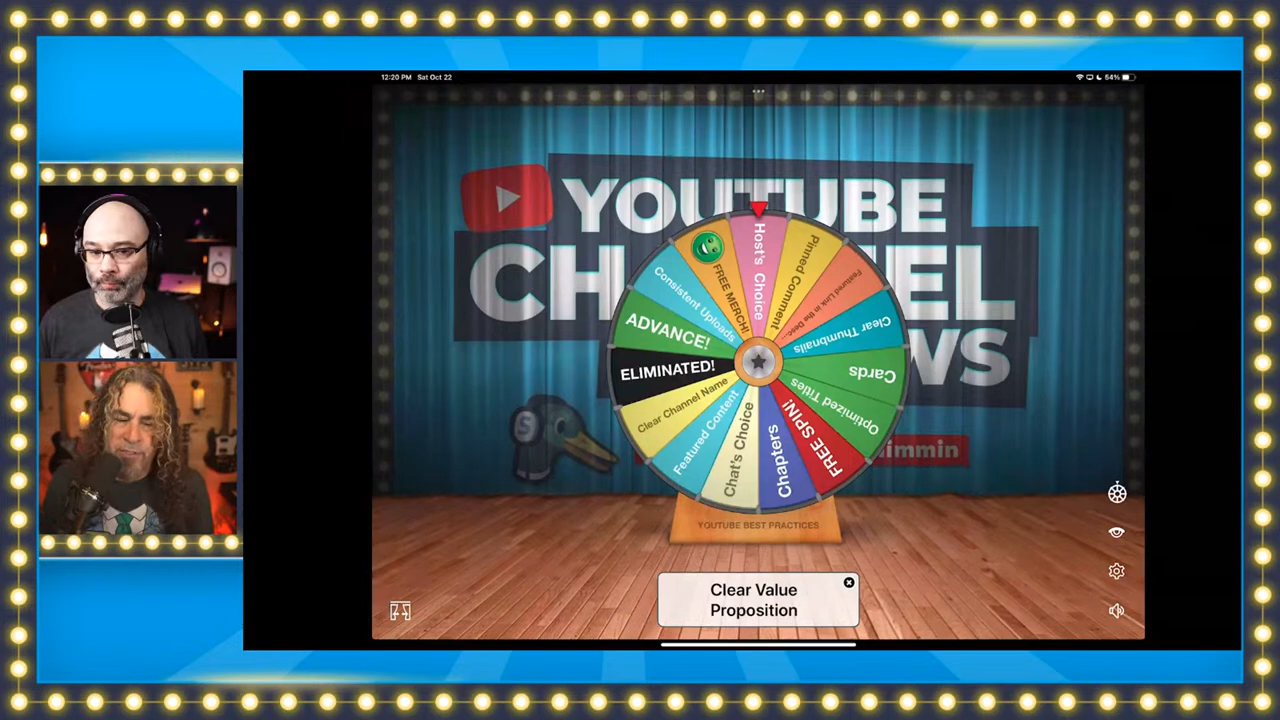 12:20 PM Sat Oct 22
54%
YOUTUBE
CH
EL
WS
S
immin
Host's Choice
Pinned Comment
Featured Link in the Desc...
Clear Thumbnails
Cards
Optimized Titles
FREE SPIN!
Chapters
Chat's Choice
Featured Content
Clear Channel Name
ELIMINATED!
ADVANCE!
Consistent Uploads
FREE MERCH!
YOUTUBE BEST PRACTICES
Clear Value
Proposition